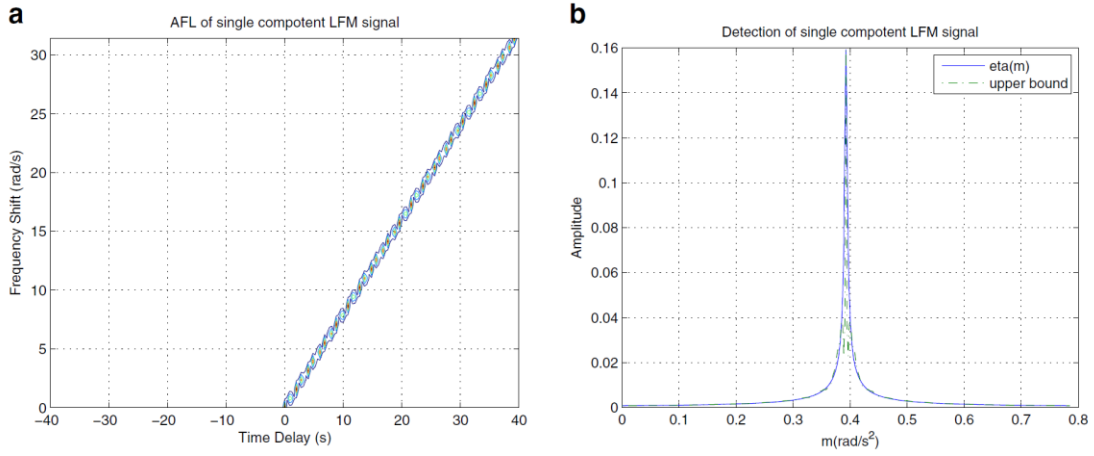 a
AFL of single compotent LFM signal
Frequency Shift (rad/s)
30
25
20
15
10
5
0
−40 −30 −20 −10 0 10 20 30 40
Time Delay (s)
b
Detection of single compotent LFM signal
eta(m)
upper bound
Amplitude
0.16
0.14
0.12
0.1
0.08
0.06
0.04
0.02
0
0 0.1 0.2 0.3 0.4 0.5 0.6 0.7 0.8
m(rad/s²)